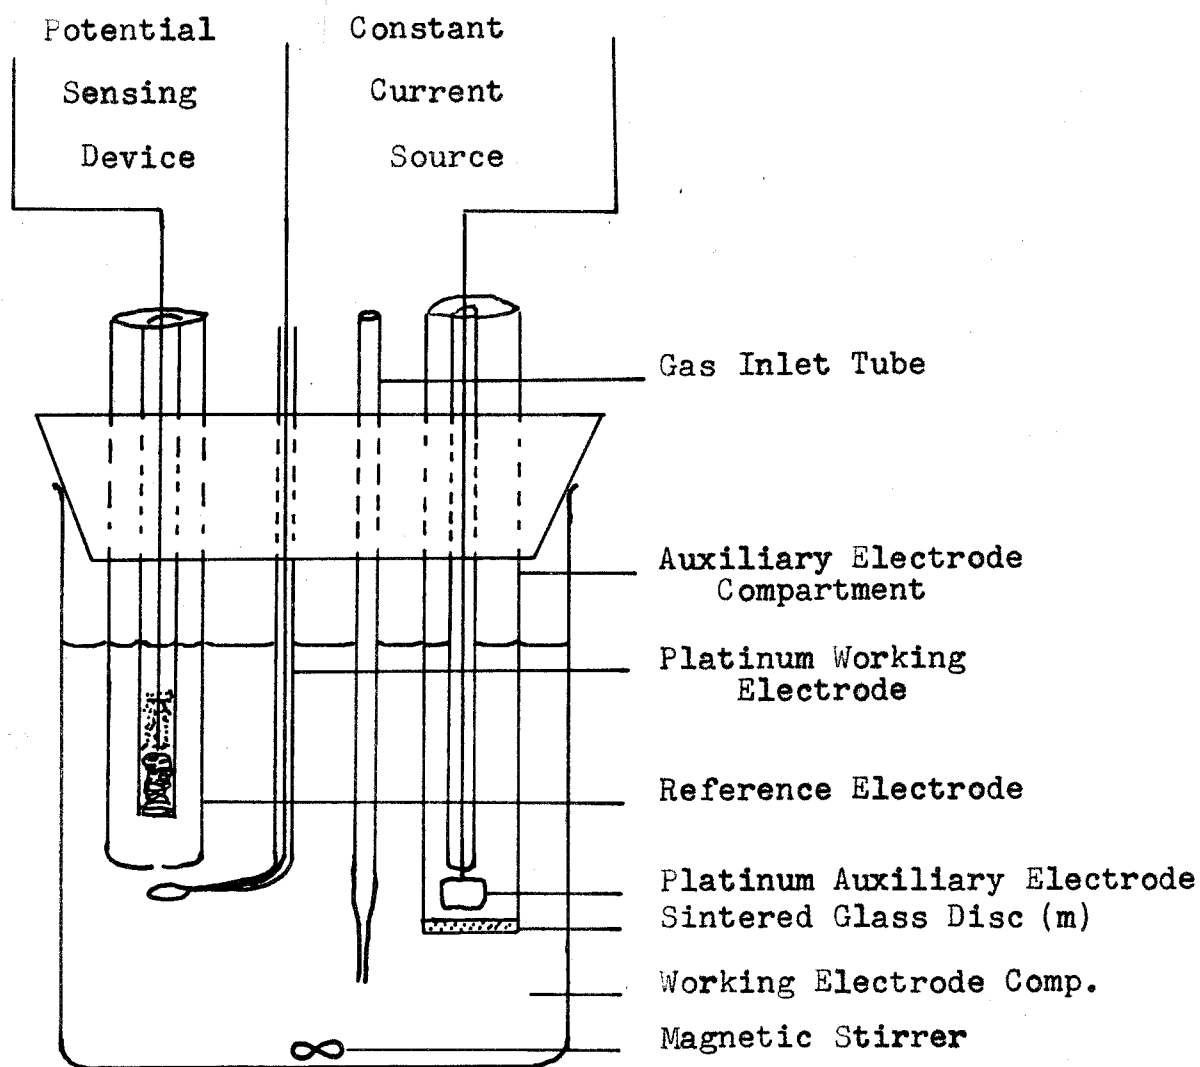 Potential
Sensing
Device
Constant
Current
Source
Gas Inlet Tube
Auxiliary Electrode
Compartment
Platinum Working
Electrode
Reference Electrode
Platinum Auxiliary Electrode
Sintered Glass Disc (m)
Working Electrode Comp.
Magnetic Stirrer